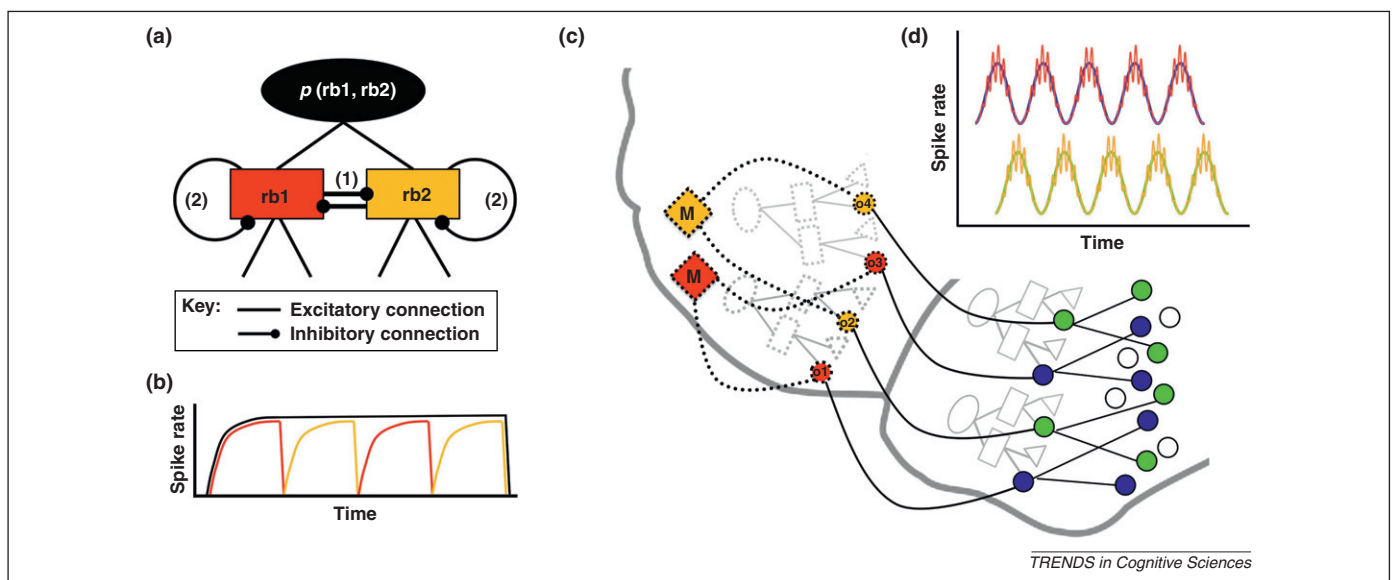 (a)
p (rb1, rb2)
(1)
(2)
rb1
rb2
(2)
Key:
Excitatory connection
Inhibitory connection
(b)
Spike rate
Time
(c)
M
M
o4
o3
o2
o1
(d)
Spike rate
Time
TRENDS in Cognitive Sciences